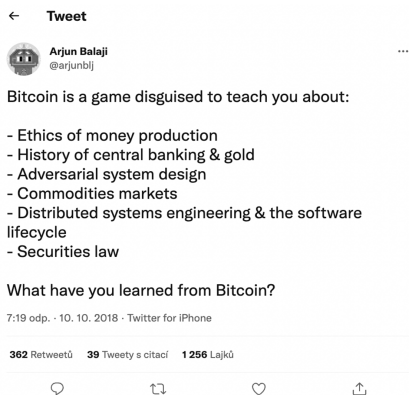 Tweet
Arjun Balaji
@arjunblj
Bitcoin is a game disguised to teach you about:
- Ethics of money production
- History of central banking & gold
- Adversarial system design
- Commodities markets
- Distributed systems engineering & the software
lifecycle
- Securities law
What have you learned from Bitcoin?
7:19 odp. · 10. 10. 2018 · Twitter for iPhone
362 Retweetů 39 Tweety s citací 1 256 Lajků